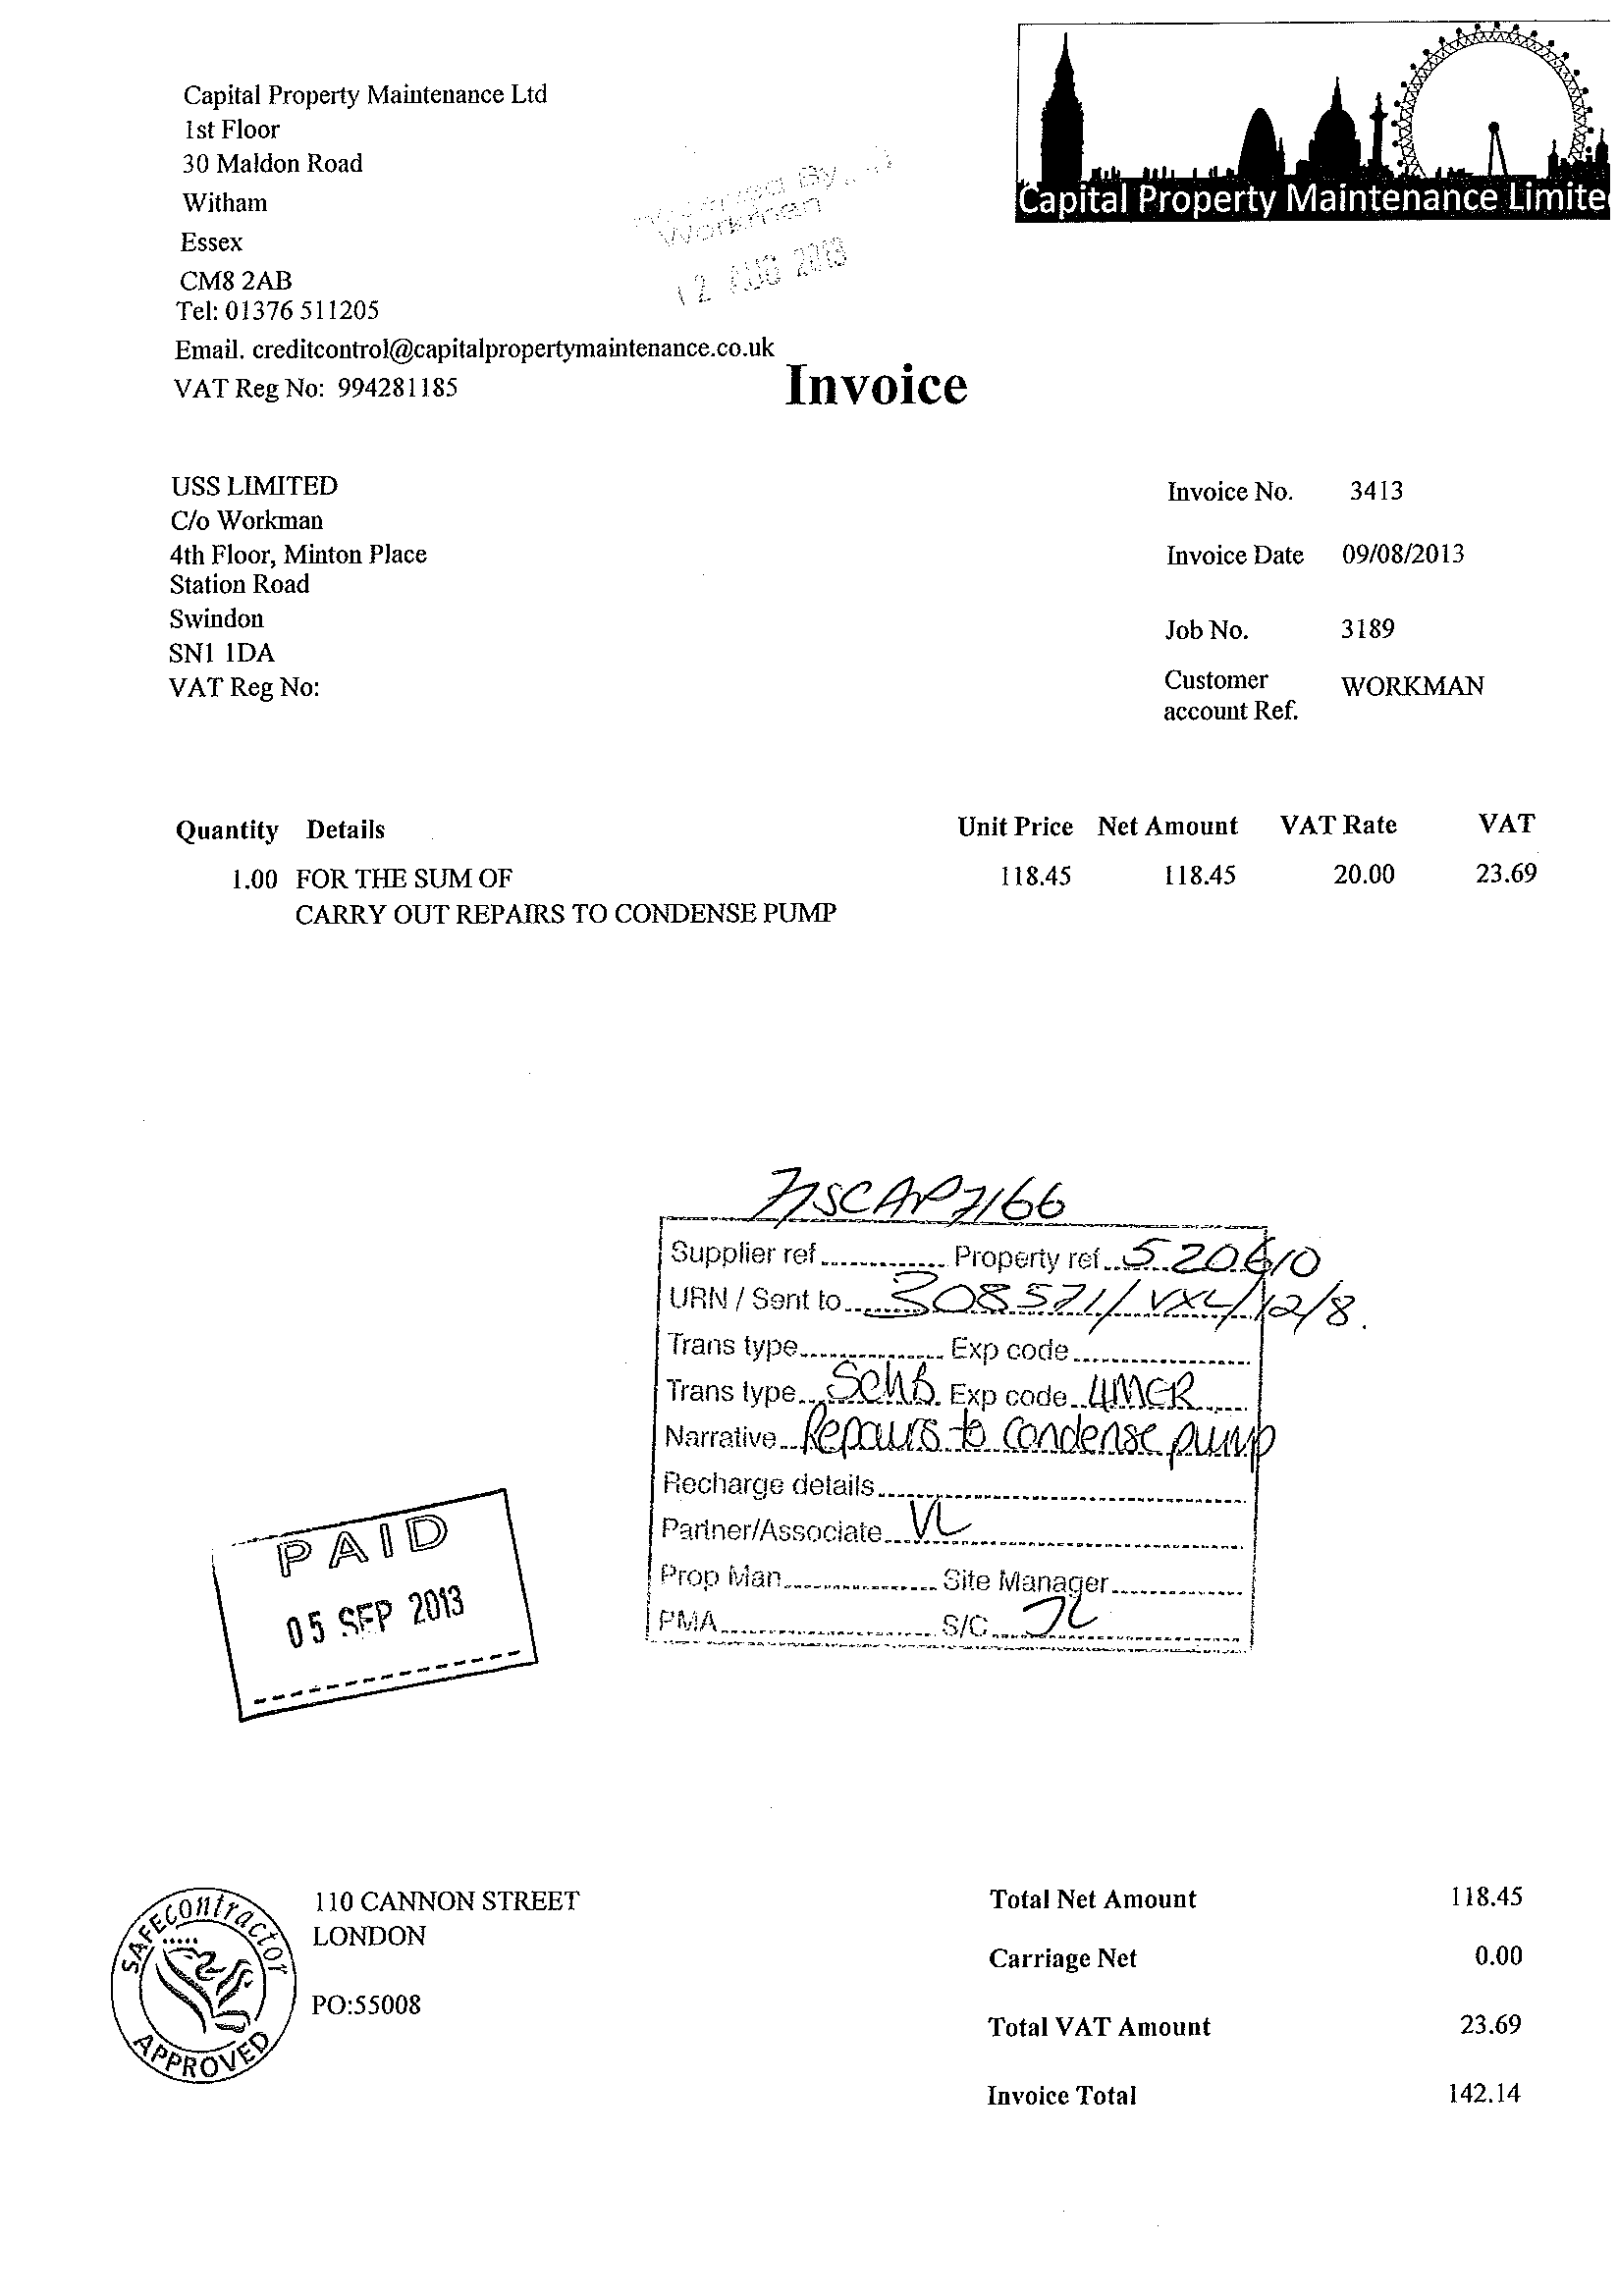 Capital Property Maintenance Ltd
1st Floor
30 Maldon Road
Witham
Essex
CM8 2AB
Tel: 01376 511205
Email. creditcontrol@capitalpropertymaintenance.co.uk
VAT Reg No: 994281185
Capital Property Maintenance Limite
By
Workman
12 AUG 2013
Invoice
USS LIMITED
C/o Workman
4th Floor, Minton Place
Station Road
Swindon
SN1 1DA
VAT Reg No:
Invoice No. 3413
Invoice Date 09/08/2013
Job No. 3189
Customer account Ref. WORKMAN
Quantity Details Unit Price Net Amount VAT Rate VAT
1.00 FOR THE SUM OF 118.45 118.45 20.00 23.69
CARRY OUT REPAIRS TO CONDENSE PUMP
Supplier ref Property ref 520610
URN / Sent to 308571/VXL/12/8.
Trans type Exp code
Trans type SCHB Exp code 4MCR
Narrative Repairs to condense pump
Recharge details
Partner/Associate VL
Prop Man Site Manager
PMA S/C
PAID
05 SEP 2013
SAFEcontractor
APPROVED
110 CANNON STREET
LONDON
PO:55008
Total Net Amount 118.45
Carriage Net 0.00
Total VAT Amount 23.69
Invoice Total 142.14